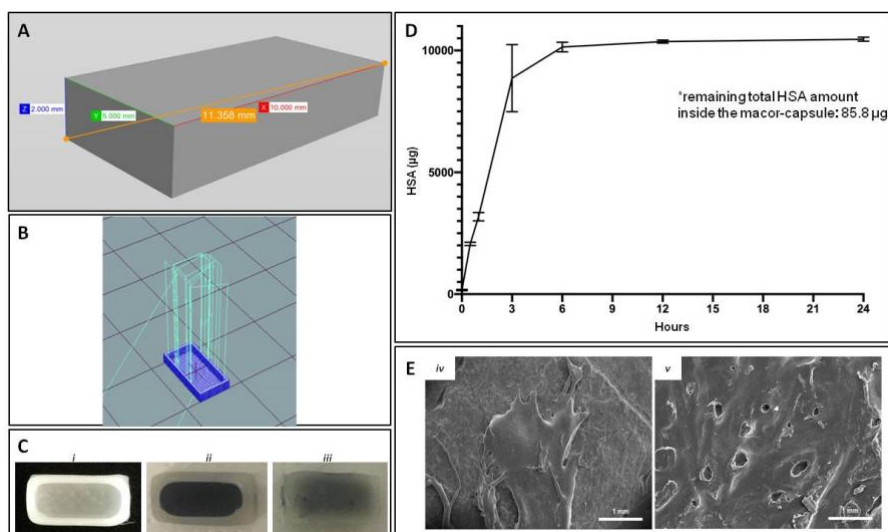 A
Z 2.000 mm
Y 5.000 mm
11.358 mm
X 10.000 mm
B
C
i
ii
iii
D
10000
5000
0
HSA (µg)
*remaining total HSA amount
inside the macor-capsule: 85.8 µg
0 3 6 9 12 15 18 21 24
Hours
E
iv
1 mm
v
1 mm